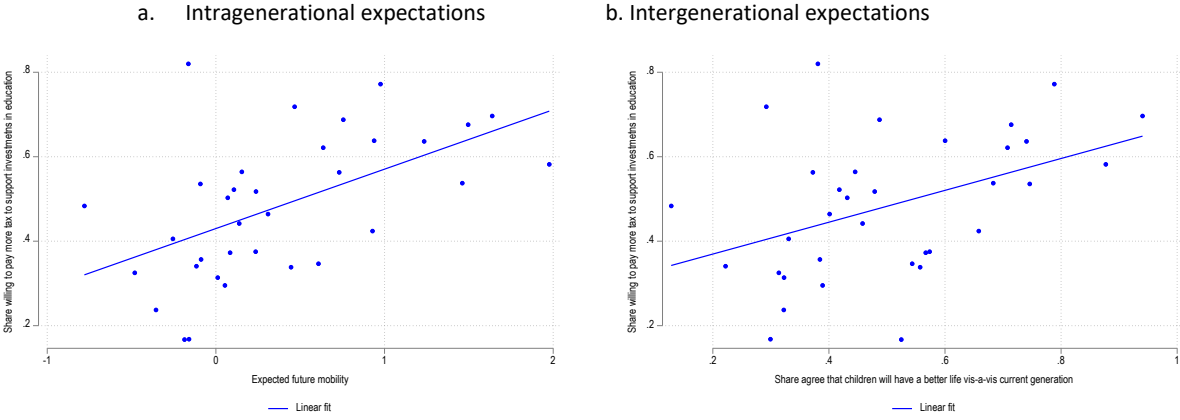 a. Intragenerational expectations
b. Intergenerational expectations
Share willing to pay more tax to support investmetns in education
.8
.6
.4
.2
-1
0
1
2
Expected future mobility
Linear fit
Share willing to pay more tax to support investmetns in education
.8
.6
.4
.2
.2
.4
.6
.8
1
Share agree that children will have a better life vis-a-vis current generation
Linear fit